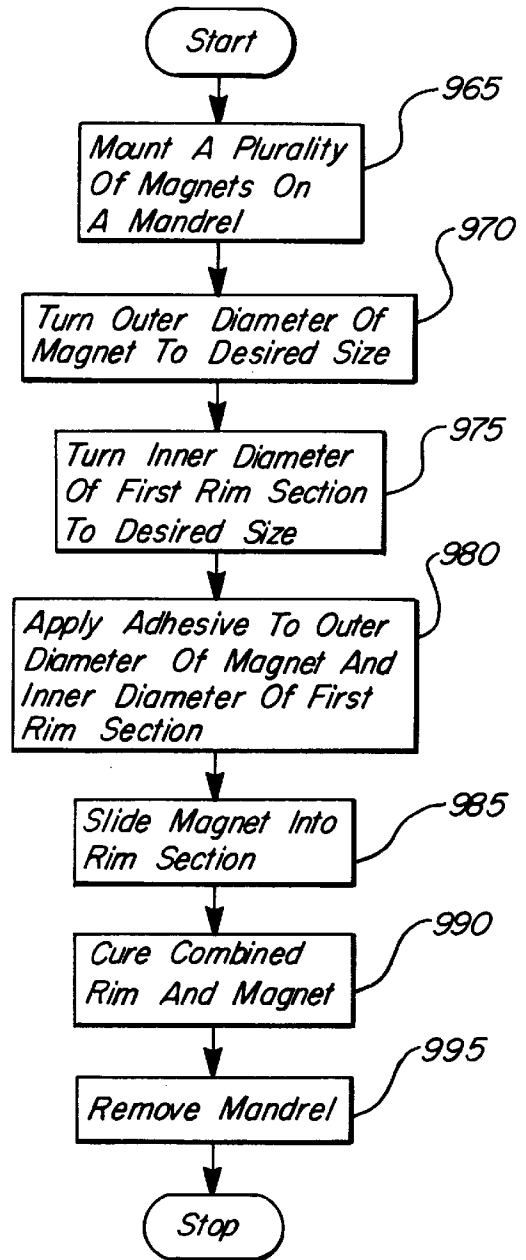 Start
965
Mount A Plurality
Of Magnets On
A Mandrel
970
Turn Outer Diameter Of
Magnet To Desired Size
975
Turn Inner Diameter
Of First Rim Section
To Desired Size
980
Apply Adhesive To Outer
Diameter Of Magnet And
Inner Diameter Of First
Rim Section
985
Slide Magnet Into
Rim Section
990
Cure Combined
Rim And Magnet
995
Remove Mandrel
Stop